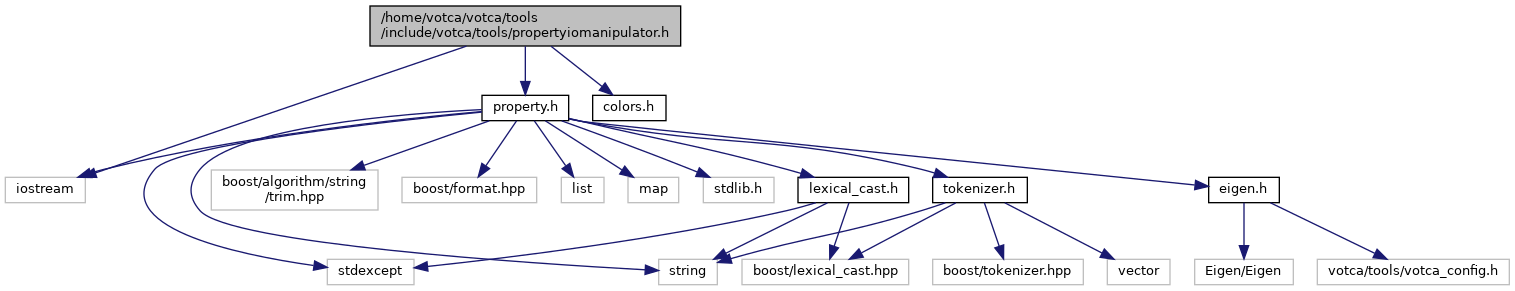 /home/votca/votca/tools
/include/votca/tools/propertyiomanipulator.h
property.h
colors.h
iostream
boost/algorithm/string
/trim.hpp
boost/format.hpp
list
map
stdlib.h
lexical_cast.h
tokenizer.h
eigen.h
stdexcept
string
boost/lexical_cast.hpp
boost/tokenizer.hpp
vector
Eigen/Eigen
votca/tools/votca_config.h